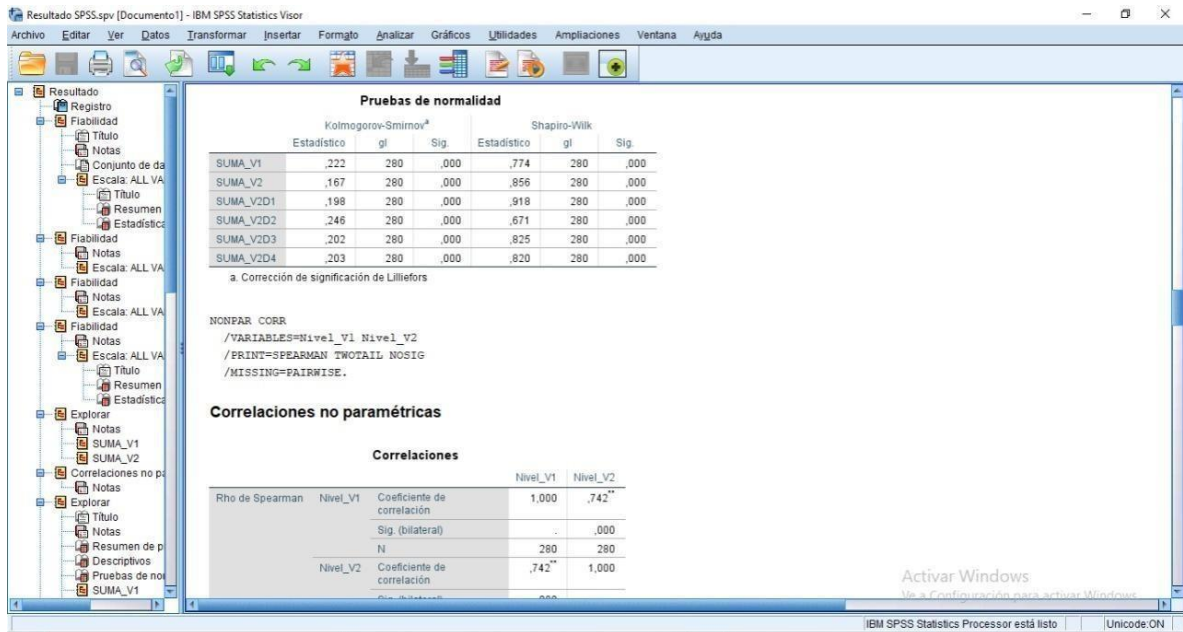 Resultado SPSS.spv [Documento1] - IBM SPSS Statistics Visor
Archivo Editar Ver Datos Transformar Insertar Formato Analizar Gráficos Utilidades Ampliaciones Ventana Ayuda
Resultado
Registro
Fiabilidad
Título
Notas
Conjunto de da
Escala: ALL VA
Título
Resumen
Estadística
Fiabilidad
Notas
Escala: ALL VA
Fiabilidad
Notas
Escala: ALL VA
Fiabilidad
Notas
Escala: ALL VA
Título
Resumen
Estadística
Explorar
Notas
SUMA_V1
SUMA_V2
Correlaciones no pa
Notas
Explorar
Título
Notas
Resumen de p
Descriptivos
Pruebas de nor
SUMA_V1
Pruebas de normalidad
Kolmogorov-Smirnov^a Shapiro-Wilk
Estadístico gl Sig. Estadístico gl Sig.
SUMA_V1 ,222 280 ,000 ,774 280 ,000
SUMA_V2 ,167 280 ,000 ,856 280 ,000
SUMA_V2D1 ,198 280 ,000 ,918 280 ,000
SUMA_V2D2 ,246 280 ,000 ,671 280 ,000
SUMA_V2D3 ,202 280 ,000 ,825 280 ,000
SUMA_V2D4 ,203 280 ,000 ,820 280 ,000
a. Corrección de significación de Lilliefors
NONPAR CORR
/VARIABLES=Nivel_V1 Nivel_V2
/PRINT=SPEARMAN TWOTAIL NOSIG
/MISSING=PAIRWISE.
Correlaciones no paramétricas
Correlaciones
Nivel_V1 Nivel_V2
Rho de Spearman Nivel_V1 Coeficiente de correlación 1,000 ,742**
Sig. (bilateral) . ,000
N 280 280
Nivel_V2 Coeficiente de correlación ,742** 1,000
Sig. (bilateral) ,000
Activar Windows
Ve a Configuración para activar Windows.
IBM SPSS Statistics Processor está listo Unicode:ON